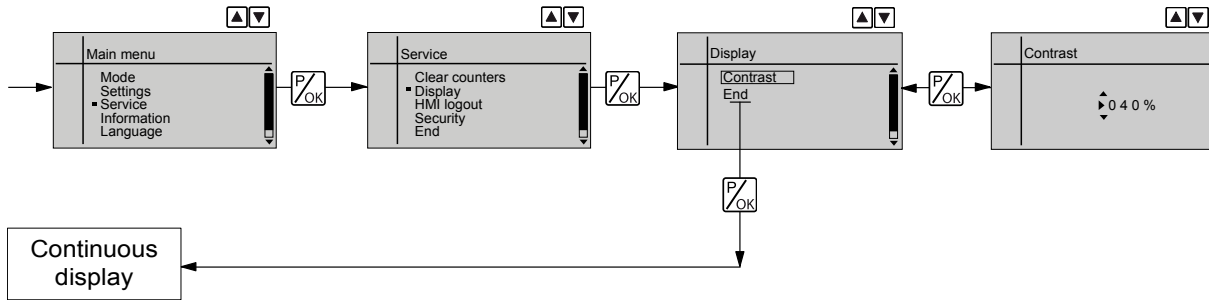 Main menu
Mode
Settings
Service
Information
Language
P/OK
Service
Clear counters
Display
HMI logout
Security
End
P/OK
Display
Contrast
End
P/OK
Contrast
0 4 0 %
P/OK
Continuous
display